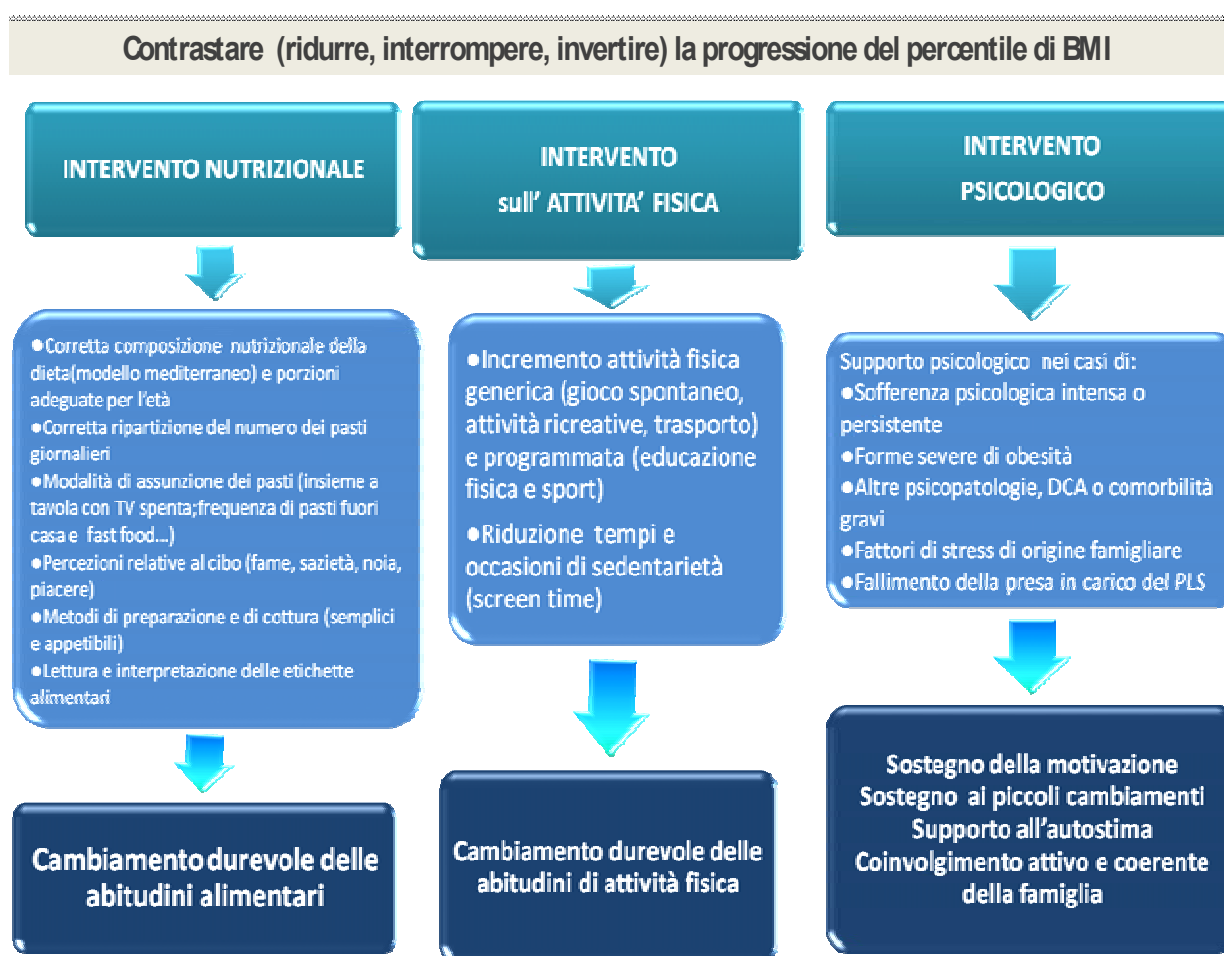 Contrastare (ridurre, interrompere, invertire) la progressione del percentile di BMI
INTERVENTO NUTRIZIONALE
●Corretta composizione nutrizionale della
dieta(modello mediterraneo) e porzioni
adeguate per l'età
●Corretta ripartizione del numero dei pasti
giornalieri
●Modalità di assunzione dei pasti (insieme a
tavola con TV spenta;frequenza di pasti fuori
casa e fast food...)
●Percezioni relative al cibo (fame, sazietà, noia,
piacere)
●Metodi di preparazione e di cottura (semplici
e appetibili)
●Lettura e interpretazione delle etichette
alimentari
Cambiamento durevole delle
abitudini alimentari
INTERVENTO
sull' ATTIVITA' FISICA
●Incremento attività fisica
generica (gioco spontaneo,
attività ricreative, trasporto)
e programmata (educazione
fisica e sport)
●Riduzione tempi e
occasioni di sedentarietà
(screen time)
Cambiamento durevole delle
abitudini di attività fisica
INTERVENTO
PSICOLOGICO
Supporto psicologico nei casi di:
●Sofferenza psicologica intensa o
persistente
●Forme severe di obesità
●Altre psicopatologie, DCA o comorbilità
gravi
●Fattori di stress di origine famigliare
●Fallimento della presa in carico del PLS
Sostegno della motivazione
Sostegno ai piccoli cambiamenti
Supporto all'autostima
Coinvolgimento attivo e coerente
della famiglia